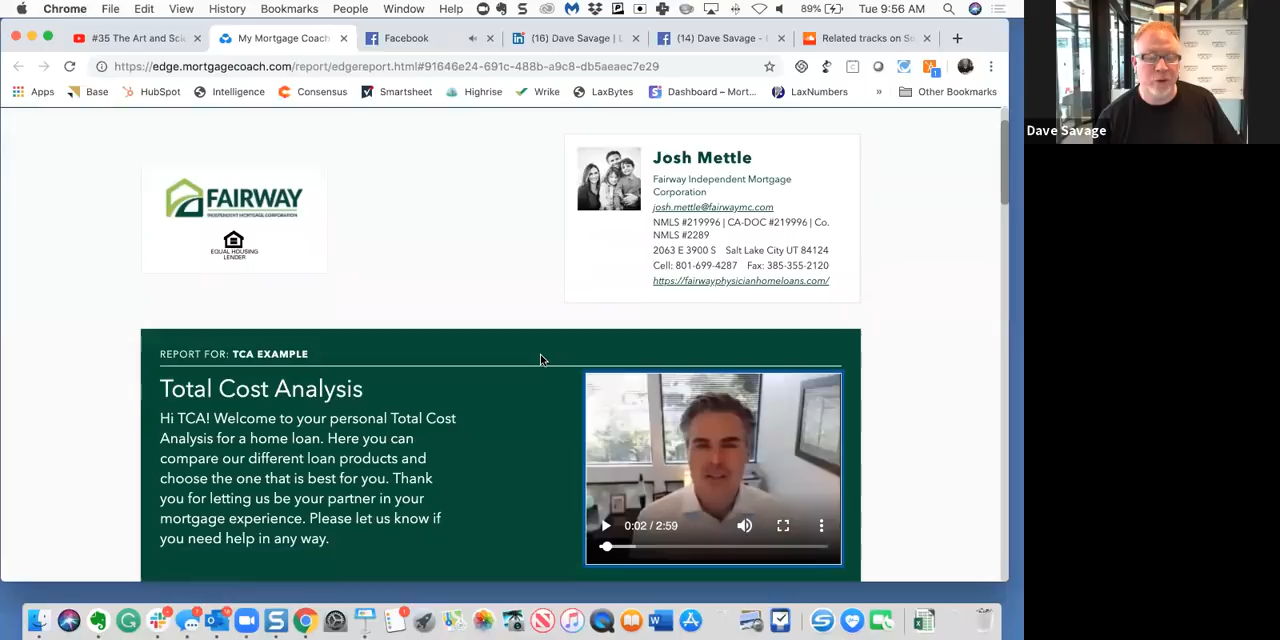 Chrome File Edit View History Bookmarks People Window Help 89% Tue 9:56 AM
#35 The Art and Sci
My Mortgage Coach
Facebook
(16) Dave Savage |
(14) Dave Savage -
Related tracks on So
https://edge.mortgagecoach.com/report/edgereport.html#91646e24-691c-488b-a9c8-db5aeaec7e29
Apps Base HubSpot Intelligence Consensus Smartsheet Highrise Wrike LaxBytes Dashboard – Mort... LaxNumbers » Other Bookmarks
Dave Savage
FAIRWAY
INDEPENDENT MORTGAGE CORPORATION
EQUAL HOUSING
LENDER
Josh Mettle
Fairway Independent Mortgage
Corporation
josh.mettle@fairwaymc.com
NMLS #219996 | CA-DOC #219996 | Co.
NMLS #2289
2063 E 3900 S Salt Lake City UT 84124
Cell: 801-699-4287 Fax: 385-355-2120
https://fairwayphysicianhomeloans.com/
REPORT FOR: TCA EXAMPLE
Total Cost Analysis
Hi TCA! Welcome to your personal Total Cost
Analysis for a home loan. Here you can
compare our different loan products and
choose the one that is best for you. Thank
you for letting us be your partner in your
mortgage experience. Please let us know if
you need help in any way.
0:02 / 2:59